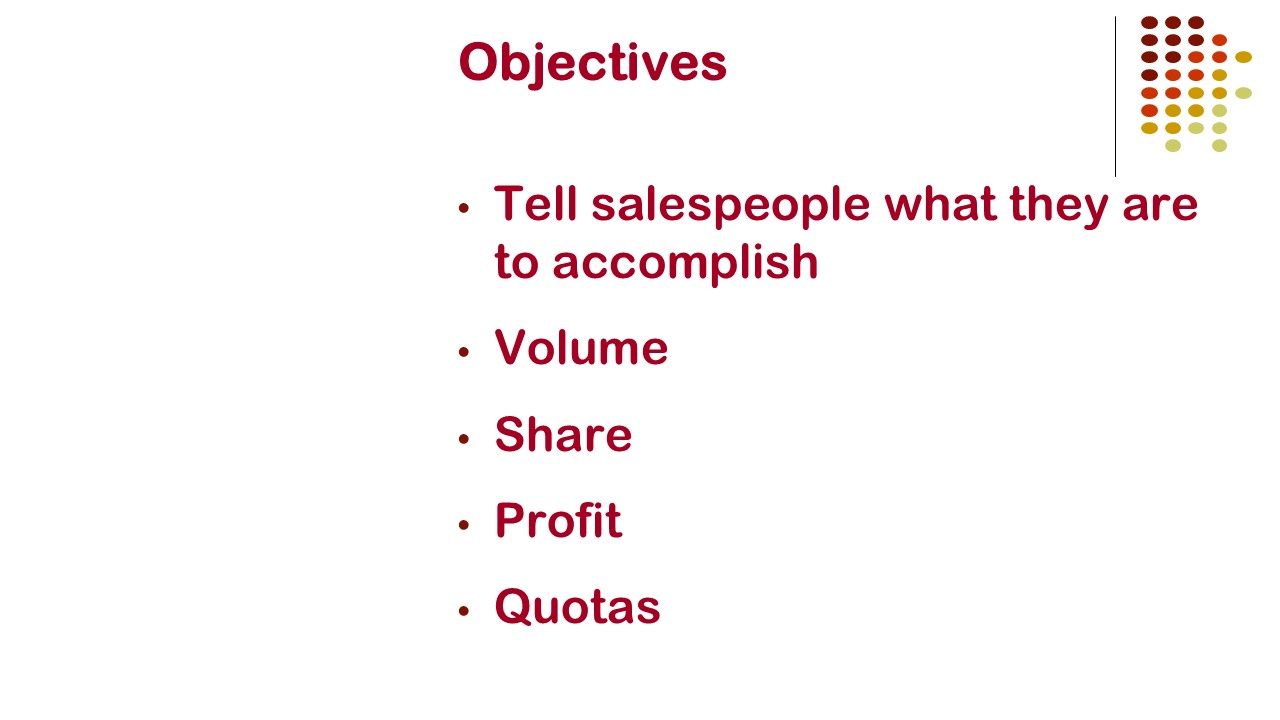 Objectives
• Tell salespeople what they are
to accomplish
• Volume
• Share
• Profit
• Quotas